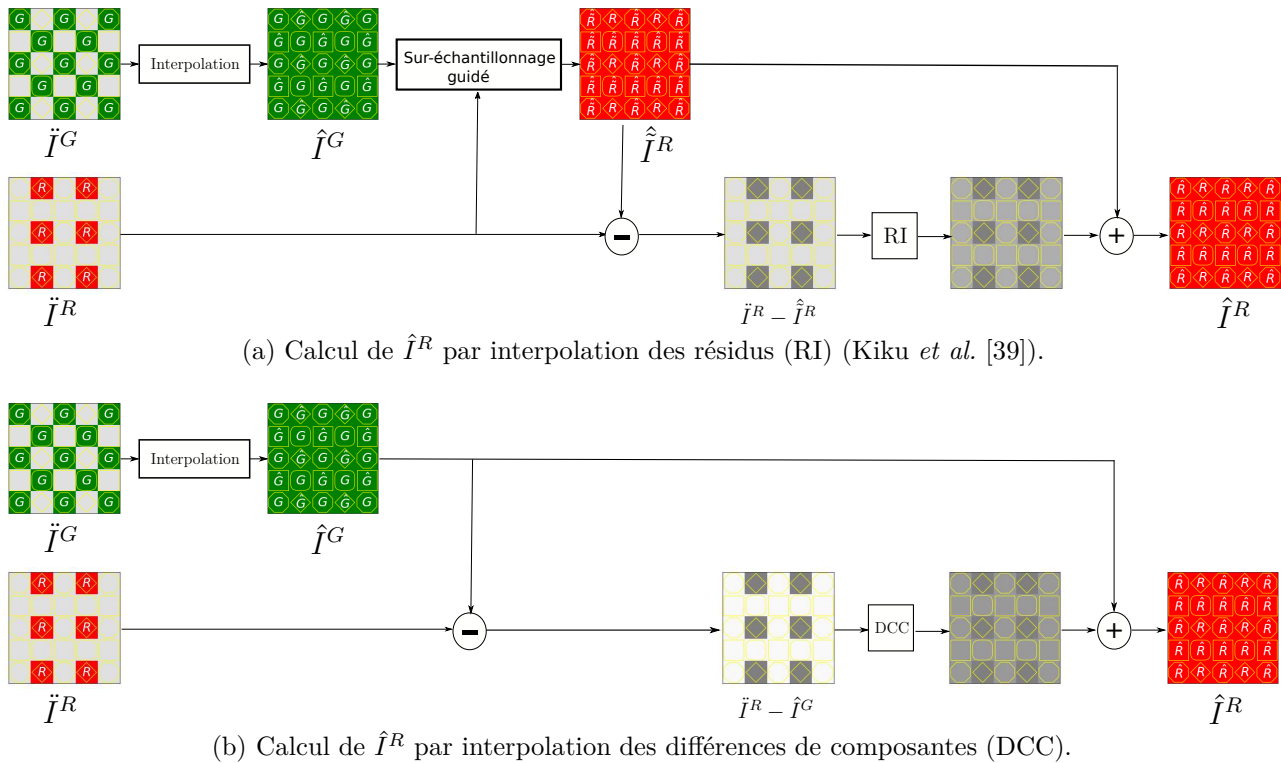 G G G
G G
G G G
G G
G G G
Interpolation
G Ĝ G Ĝ G
Ĝ G Ĝ G Ĝ
G Ĝ G Ĝ G
Ĝ G Ĝ G Ĝ
G Ĝ G Ĝ G
Sur-échantillonnage
guidé
R̃̂ R̃̂ R̃̂ R̃̂ R̃̂
R̃̂ R̃̂ R̃̂ R̃̂ R̃̂
R̃̂ R̃̂ R̃̂ R̃̂ R̃̂
R̃̂ R̃̂ R̃̂ R̃̂ R̃̂
R̃̂ R̃̂ R̃̂ R̃̂ R̃̂
Ï^G
Î^G
Ĩ̂^R
R R
R R
R R
−
RI
+
R̂ R̂ R̂ R̂ R̂
R̂ R̂ R̂ R̂ R̂
R̂ R̂ R̂ R̂ R̂
R̂ R̂ R̂ R̂ R̂
R̂ R̂ R̂ R̂ R̂
Ï^R
Ï^R − Ĩ̂^R
Î^R
(a) Calcul de Î^R par interpolation des résidus (RI) (Kiku et al. [39]).
G G G
G G
G G G
G G
G G G
Interpolation
G Ĝ G Ĝ G
Ĝ G Ĝ G Ĝ
G Ĝ G Ĝ G
Ĝ G Ĝ G Ĝ
G Ĝ G Ĝ G
Ï^G
Î^G
R R
R R
R R
−
DCC
+
R̂ R̂ R̂ R̂ R̂
R̂ R̂ R̂ R̂ R̂
R̂ R̂ R̂ R̂ R̂
R̂ R̂ R̂ R̂ R̂
R̂ R̂ R̂ R̂ R̂
Ï^R
Ï^R − Î^G
Î^R
(b) Calcul de Î^R par interpolation des différences de composantes (DCC).